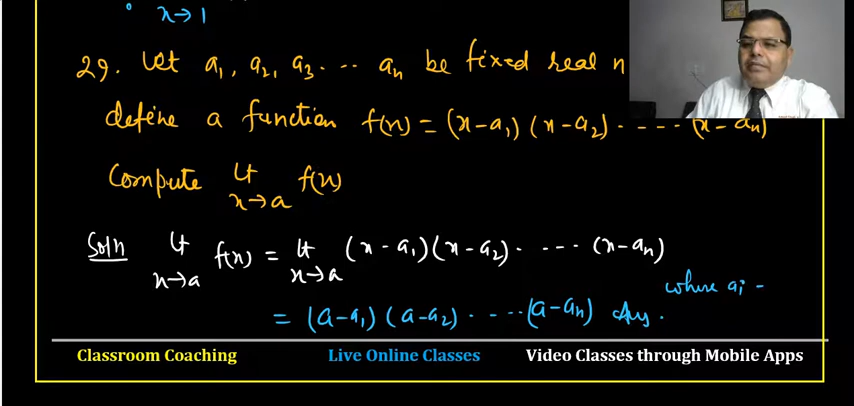 x → 1
29. Let a₁, a₂, a₃ ... aₙ be fixed real n
define a function f(x) = (x - a₁) (x - a₂) . ... (x - aₙ)
Compute Lt x→a f(x)
Soln Lt x→a f(x) = Lt x→a (x - a₁)(x - a₂) . ... (x - aₙ)
where aᵢ -
= (a - a₁) (a - a₂) . ... (a - aₙ) Ans.
Classroom Coaching Live Online Classes Video Classes through Mobile Apps